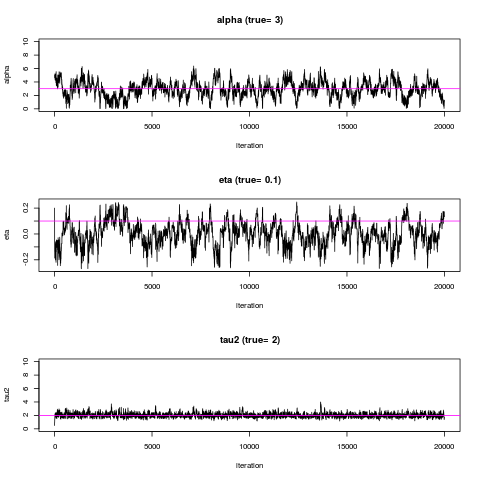 alpha (true= 3)
alpha
0 2 4 6 8 10
0 5000 10000 15000 20000
iteration
eta (true= 0.1)
eta
-0.2 0.0 0.2
0 5000 10000 15000 20000
iteration
tau2 (true= 2)
tau2
0 2 4 6 8 10
0 5000 10000 15000 20000
iteration